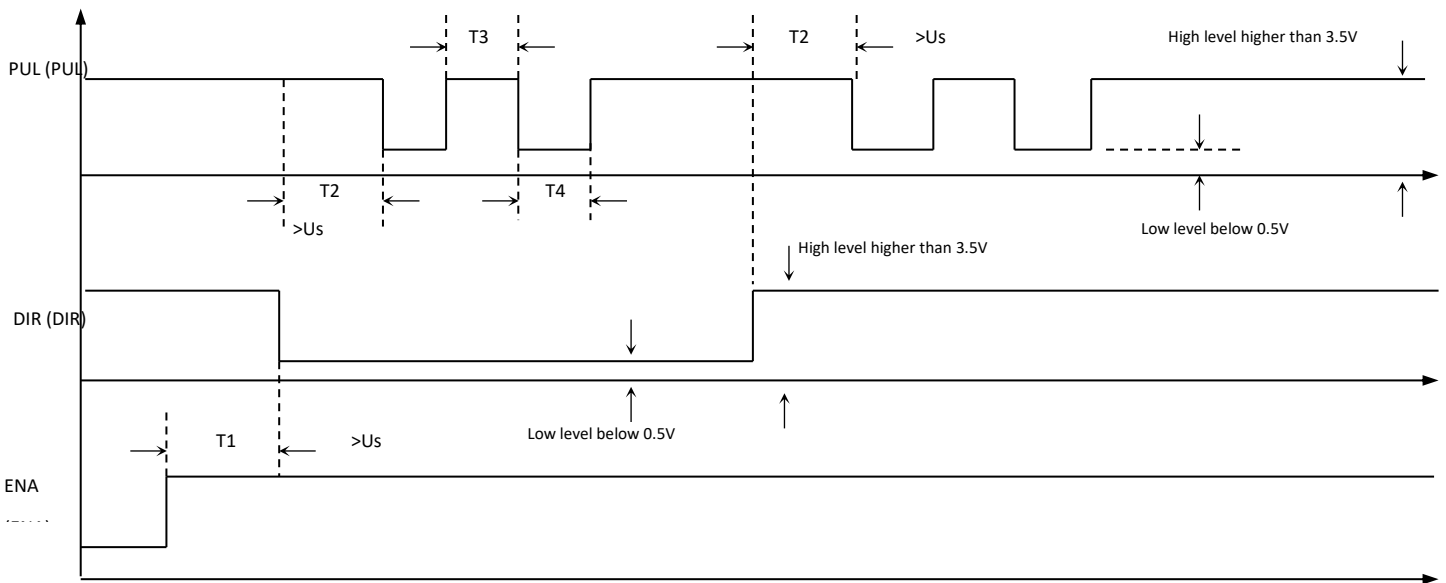 T3
T2
>Us
High level higher than 3.5V
PUL (PUL)
T2
T4
>Us
Low level below 0.5V
High level higher than 3.5V
DIR (DIR)
T1
>Us
Low level below 0.5V
ENA